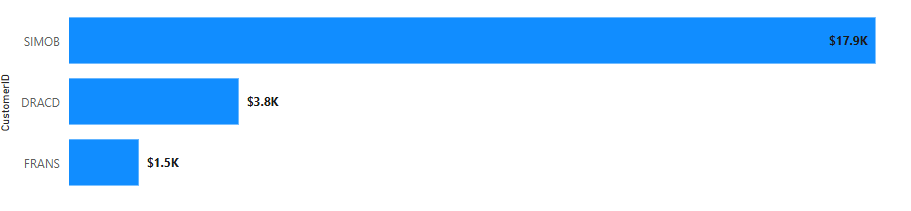 CustomerID
SIMOB $17.9K
DRACD $3.8K
FRANS $1.5K